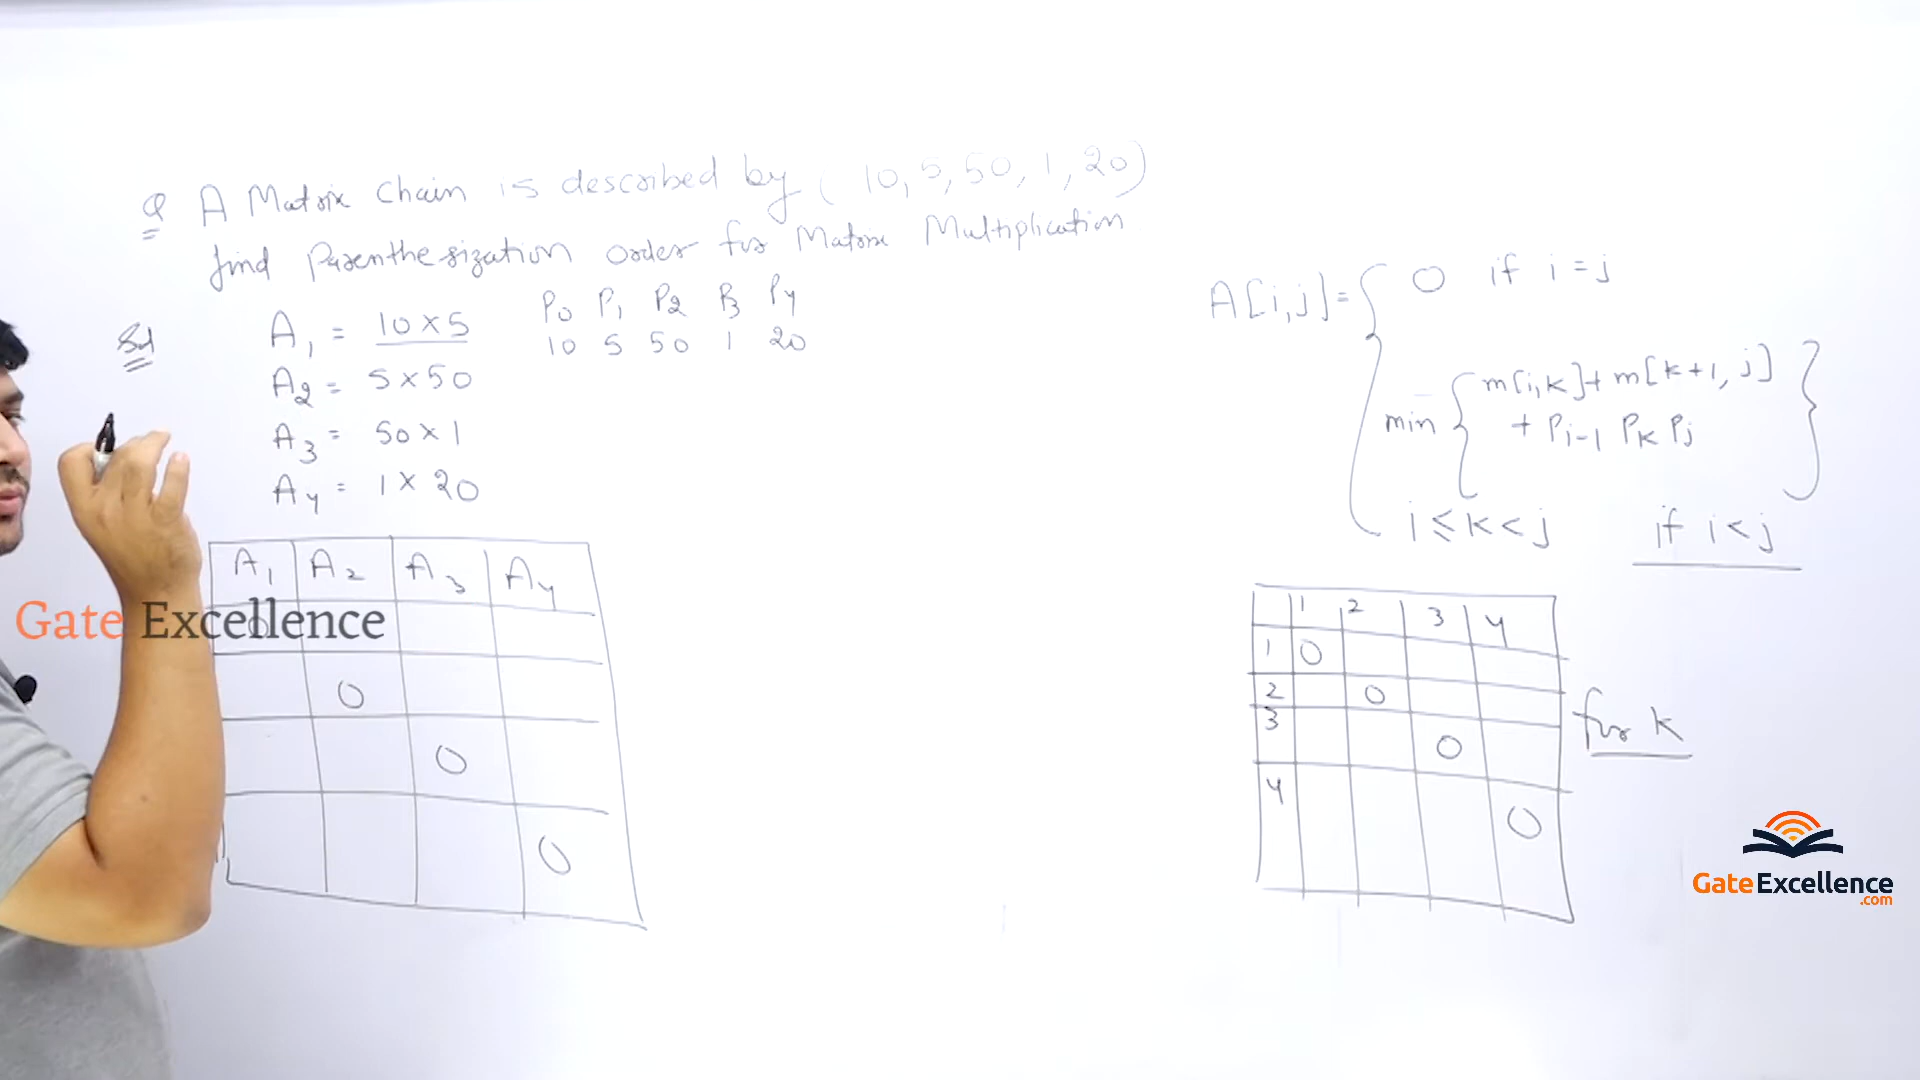 Q A Matrix Chain is described by (10, 5, 50, 1, 20)
find Parenthesization Order for Matrix Multiplication
Sol
A1 = 10 x 5
A2 = 5 x 50
A3 = 50 x 1
A4 = 1 x 20
P0 P1 P2 P3 P4
10 5 50 1 20
A[i,j] = { 0 if i = j
min { m[i,k] + m[k+1, j]
+ Pi-1 Pk Pj }
i ≤ k < j if i < j
A1 A2 A3 A4
0
0
0
0
Gate Excellence
1 2 3 4
1 0
2 0
3 0
4 0
for k
GateExcellence
.com